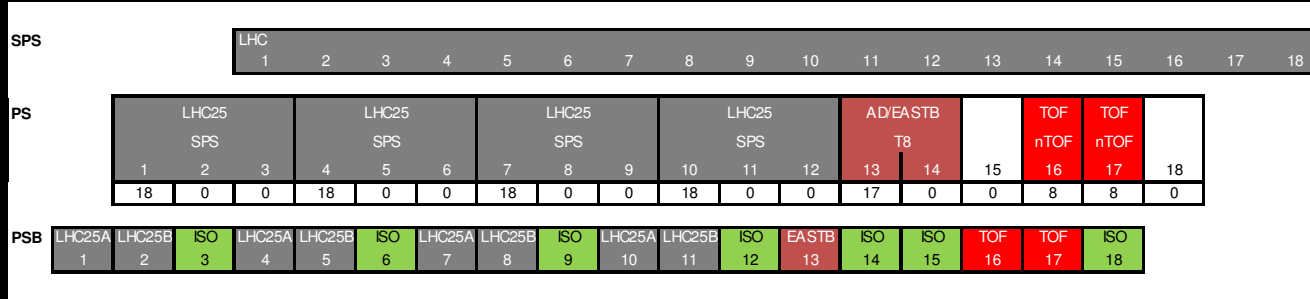 SPS
LHC
1 2 3 4 5 6 7 8 9 10 11 12 13 14 15 16 17 18
PS LHC25 LHC25 LHC25 LHC25 AD/EASTB TOF TOF
SPS SPS SPS SPS T8 nTOF nTOF
1 2 3 4 5 6 7 8 9 10 11 12 13 14 15 16 17 18
18 0 0 18 0 0 18 0 0 18 0 0 17 0 0 8 8 0
PSB LHC25A LHC25B ISO LHC25A LHC25B ISO LHC25A LHC25B ISO LHC25A LHC25B ISO EASTB ISO ISO TOF TOF ISO
1 2 3 4 5 6 7 8 9 10 11 12 13 14 15 16 17 18